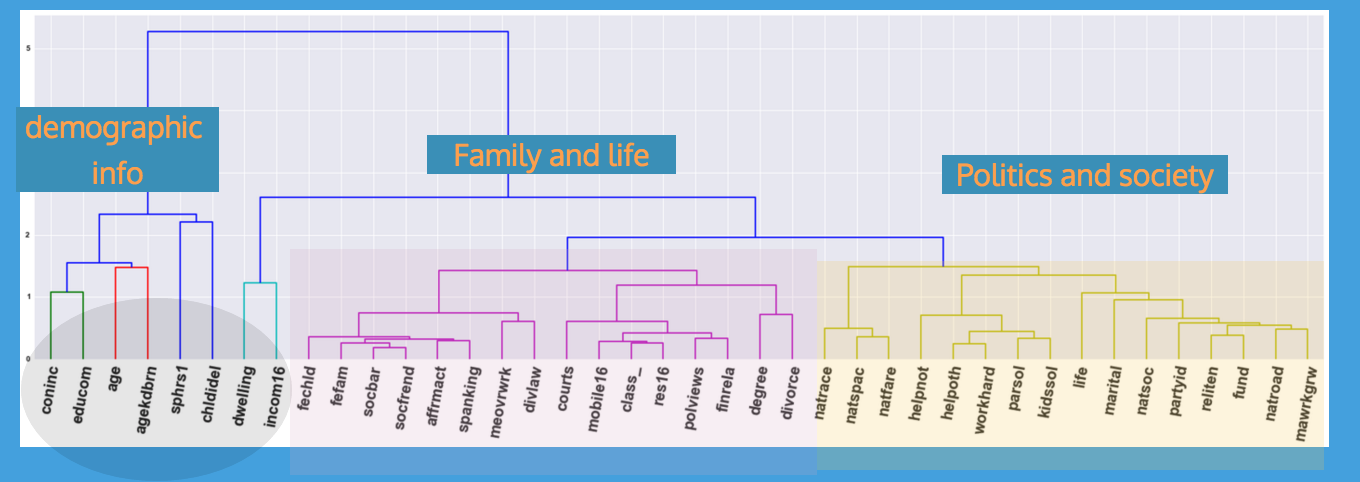 demographic
info
Family and life
Politics and society
5
2
1
0
coninc
educom
age
agekdbrn
sphrs1
chldidel
dwelling
incom16
fechld
fefam
socbar
socfrend
affrmact
spanking
meovrwrk
divlaw
courts
mobile16
class_
res16
polviews
finrela
degree
divorce
natrace
natspac
natfare
helpnot
helpoth
workhard
parsol
kidssol
life
marital
natsoc
partyid
reliten
fund
natroad
mawrkgrw